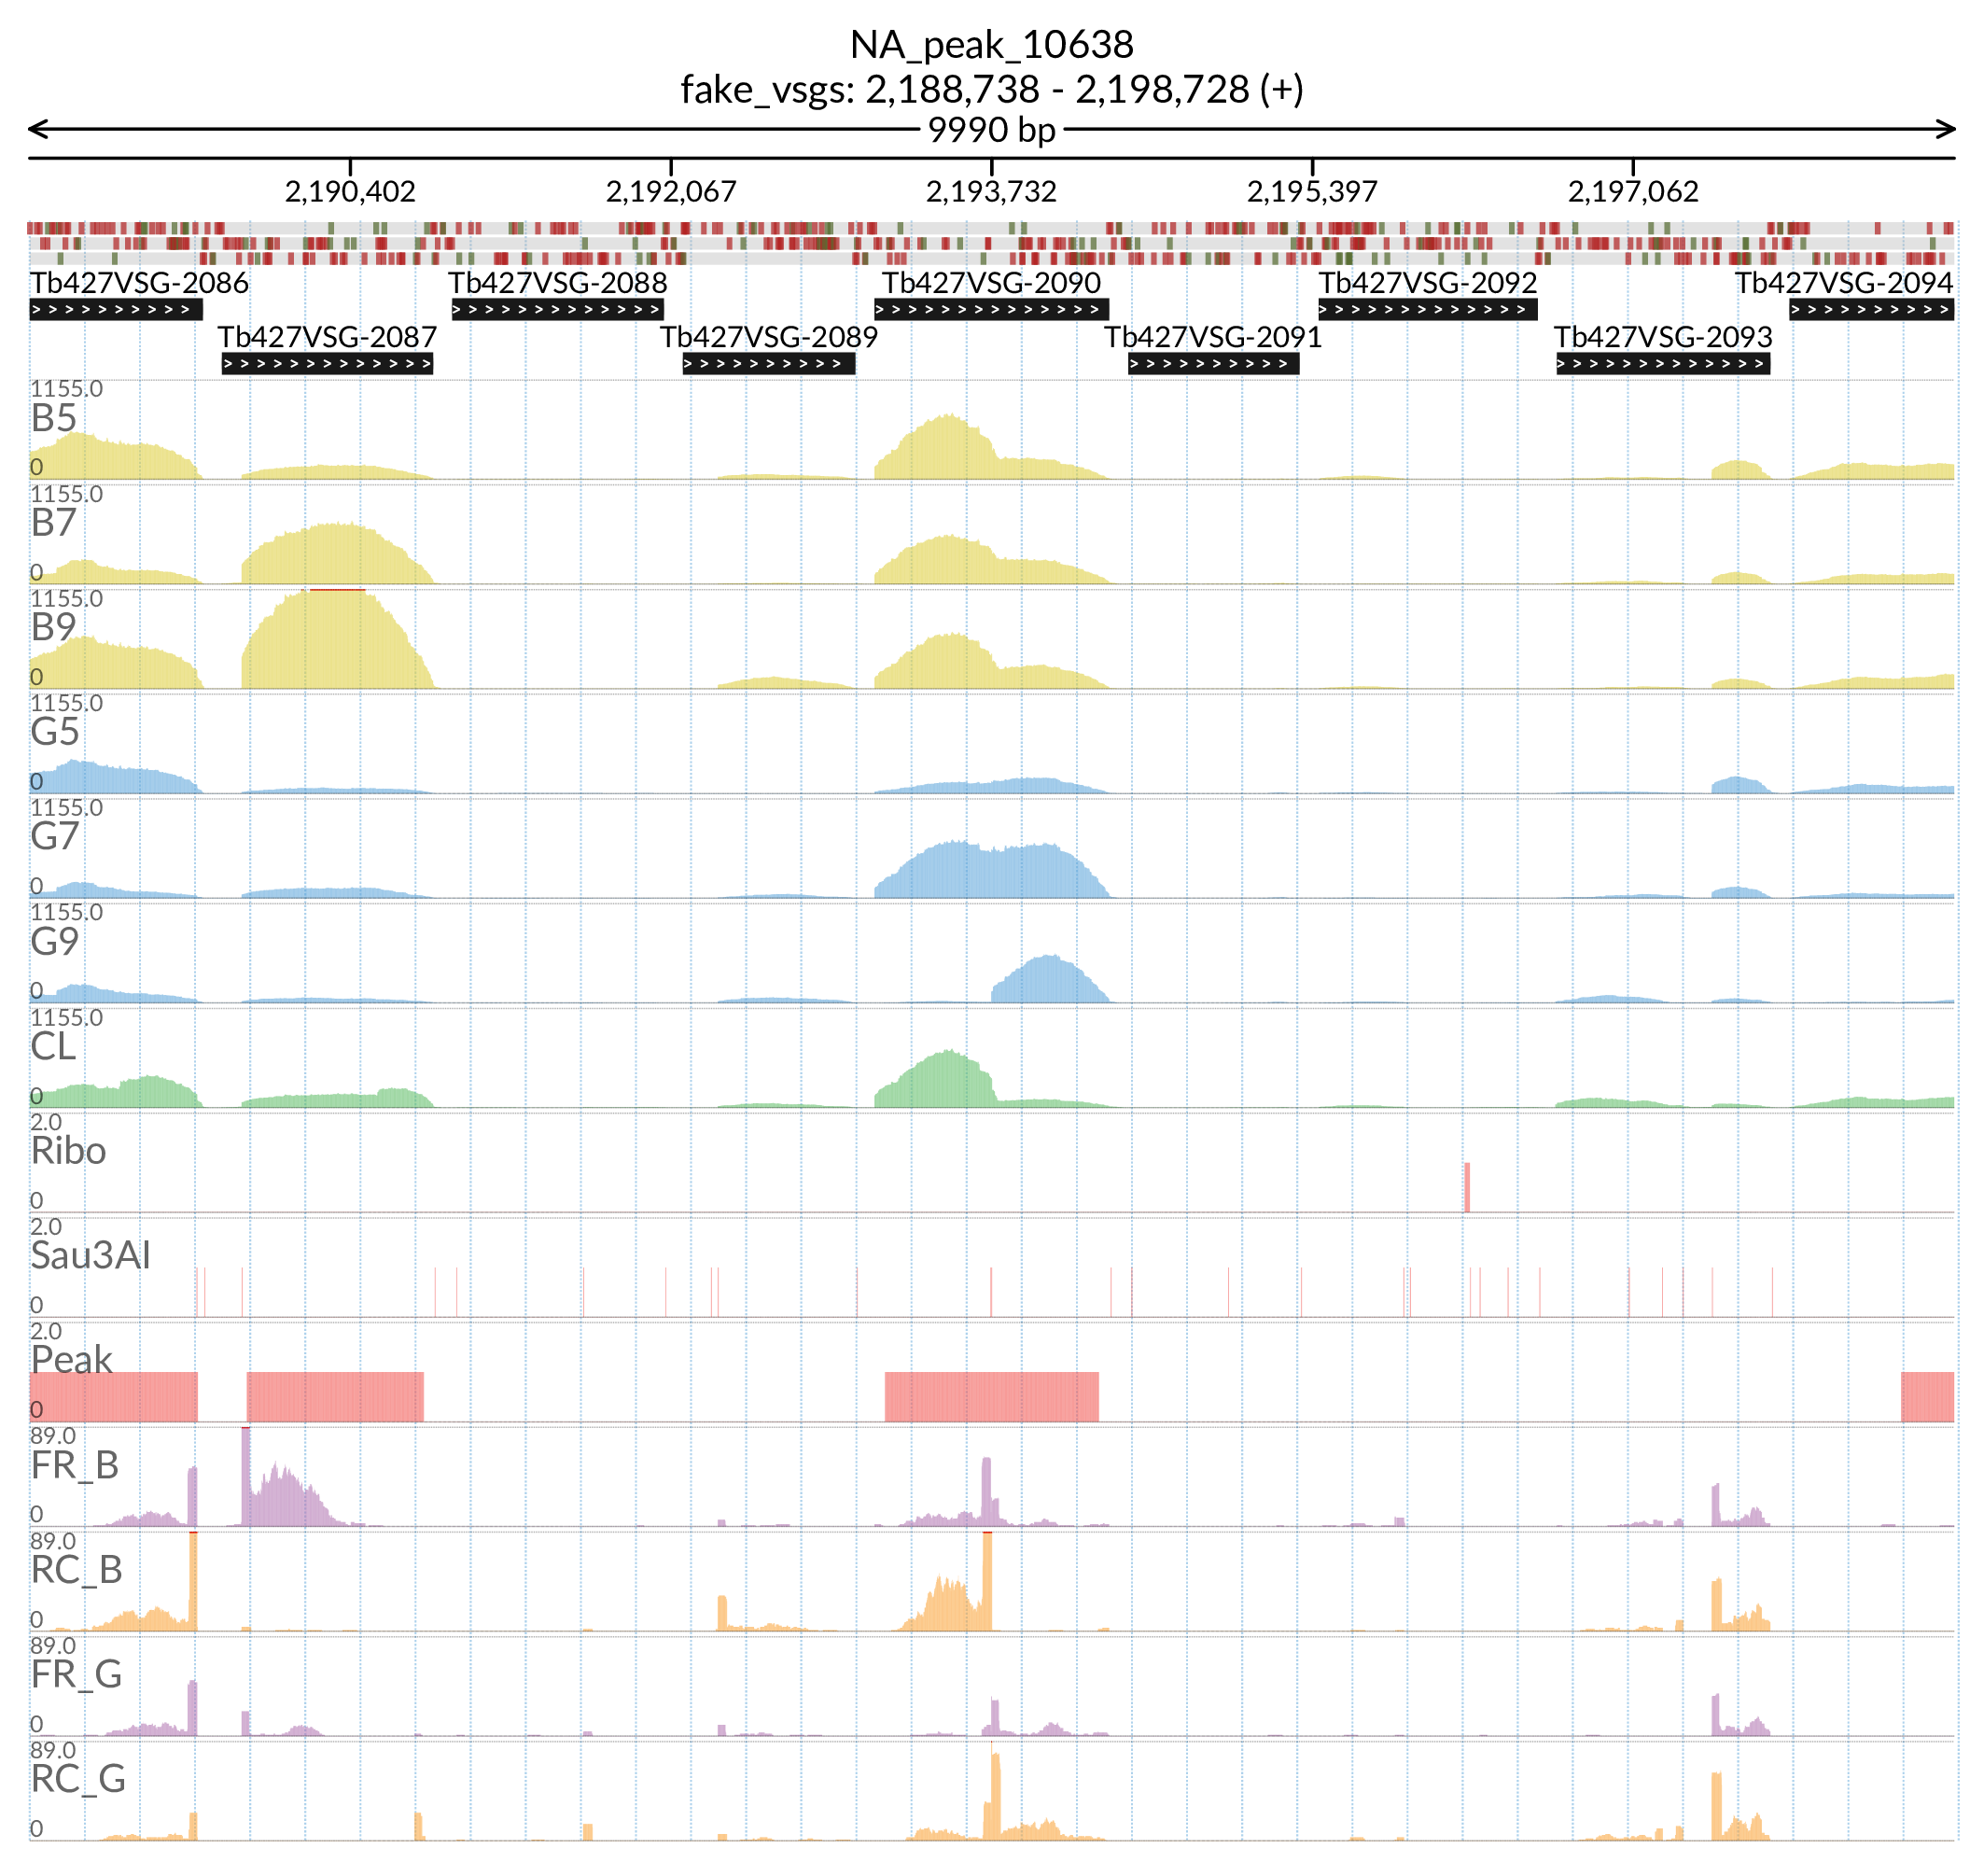 NA_peak_10638
fake_vsgs: 2,188,738 - 2,198,728 (+)
9990 bp
2,190,402 2,192,067 2,193,732 2,195,397 2,197,062
Tb427VSG-2086 Tb427VSG-2088 Tb427VSG-2090 Tb427VSG-2092 Tb427VSG-2094
Tb427VSG-2087 Tb427VSG-2089 Tb427VSG-2091 Tb427VSG-2093
1155.0
B5
0
1155.0
B7
0
1155.0
B9
0
1155.0
G5
0
1155.0
G7
0
1155.0
G9
0
1155.0
CL
0
2.0
Ribo
0
2.0
Sau3AI
0
2.0
Peak
0
89.0
FR_B
0
89.0
RC_B
0
89.0
FR_G
0
89.0
RC_G
0